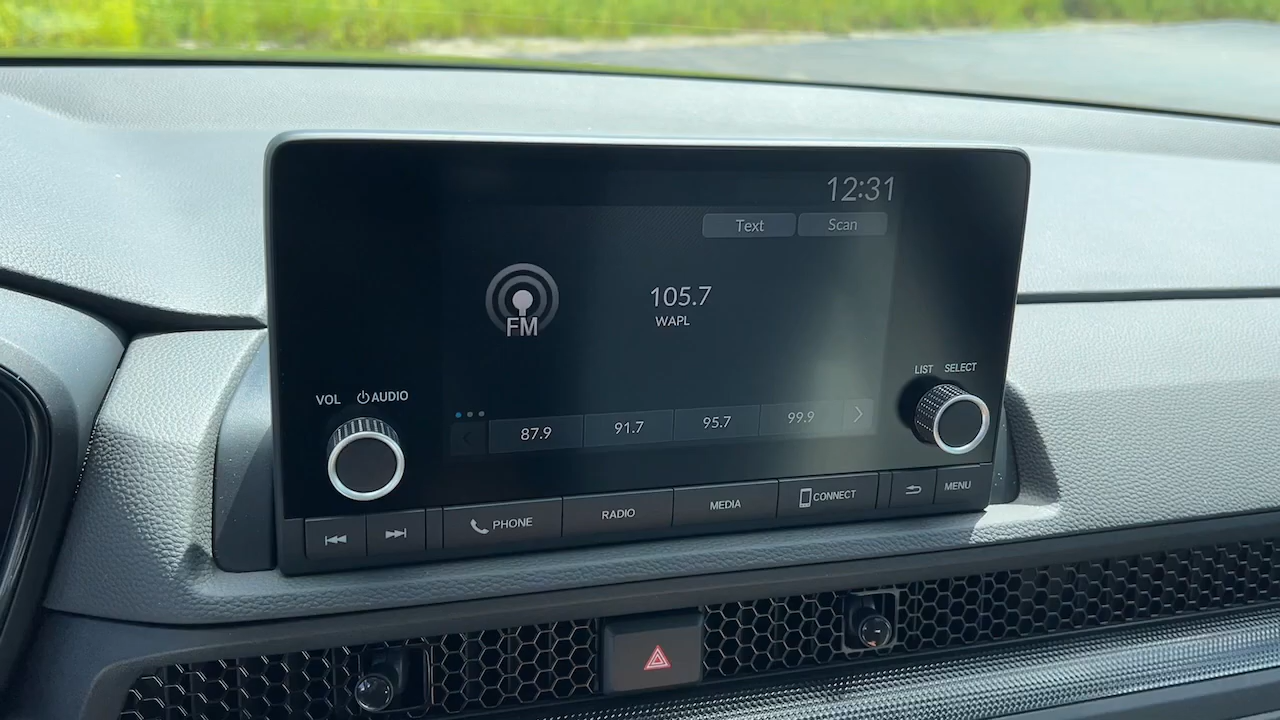 12:31
Text Scan
105.7
FM
WAPL
LIST SELECT
VOL AUDIO
87.9 91.7 95.7 99.9
PHONE RADIO MEDIA CONNECT MENU